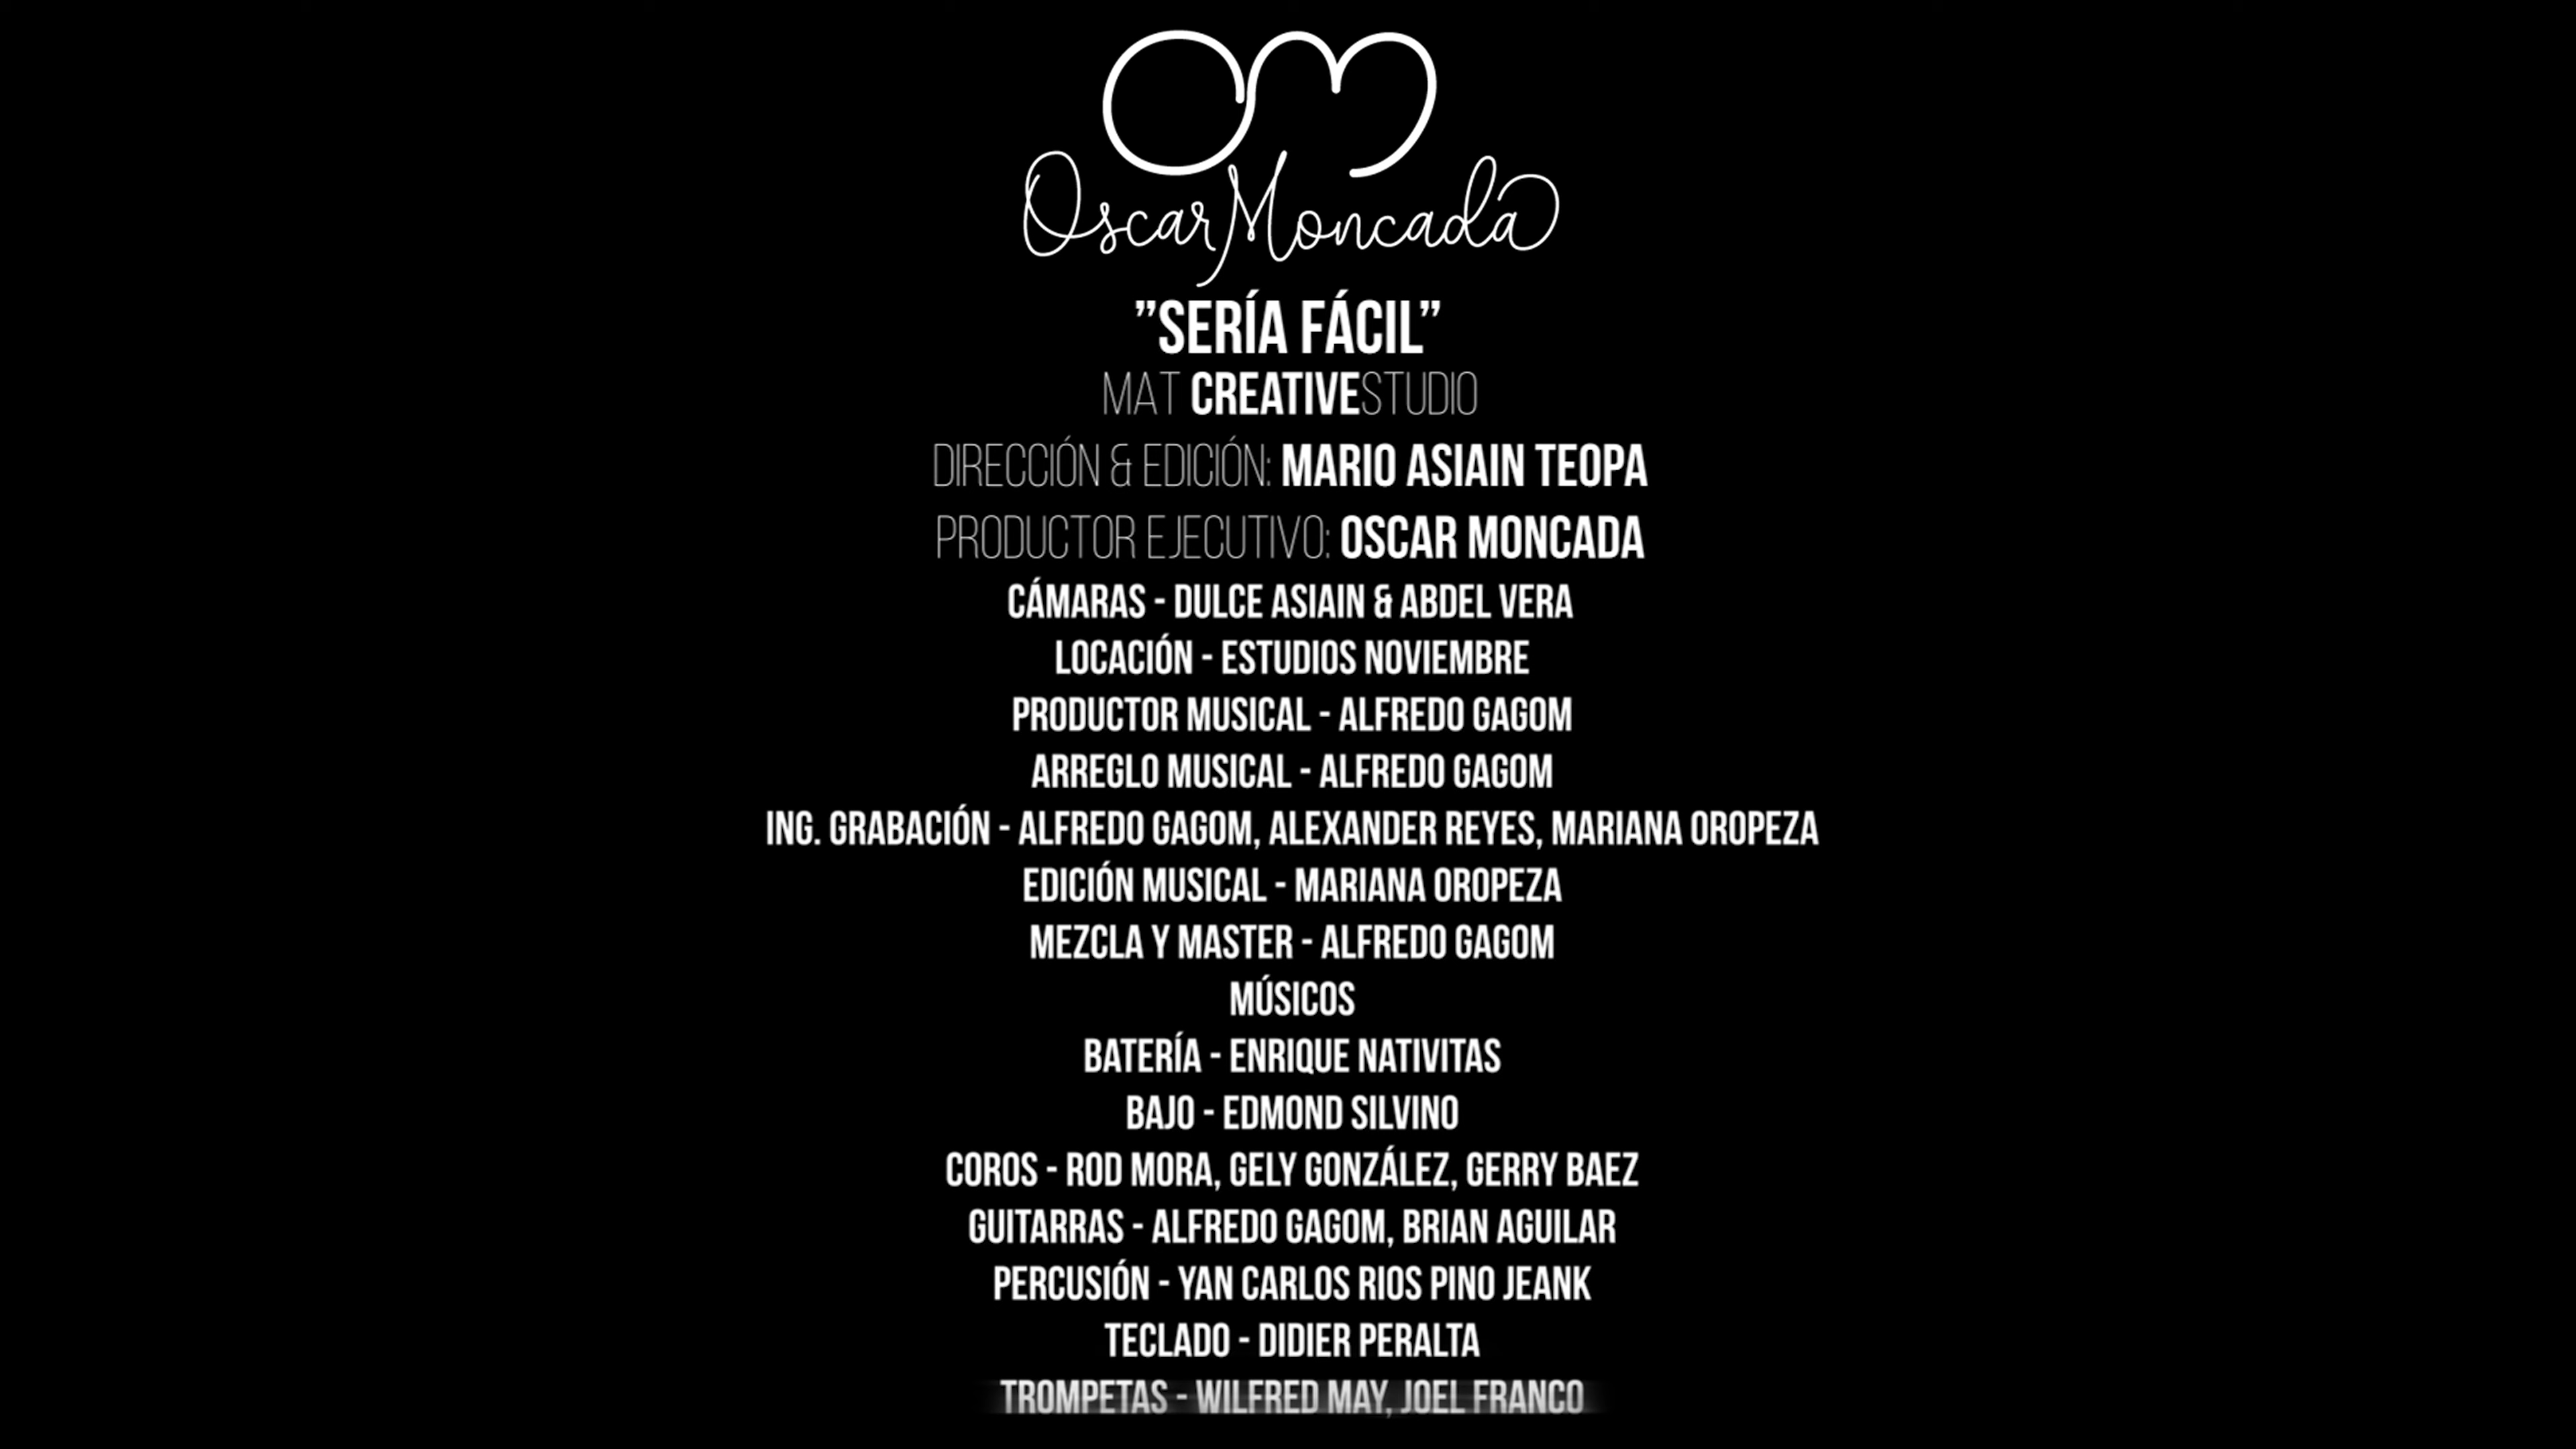 OM
Oscar Moncada
"SERÍA FÁCIL"
MAT CREATIVESTUDIO
DIRECCIÓN & EDICIÓN: MARIO ASIAIN TEOPA
PRODUCTOR EJECUTIVO: OSCAR MONCADA
CÁMARAS - DULCE ASIAIN & ABDEL VERA
LOCACIÓN - ESTUDIOS NOVIEMBRE
PRODUCTOR MUSICAL - ALFREDO GAGOM
ARREGLO MUSICAL - ALFREDO GAGOM
ING. GRABACIÓN - ALFREDO GAGOM, ALEXANDER REYES, MARIANA OROPEZA
EDICIÓN MUSICAL - MARIANA OROPEZA
MEZCLA Y MASTER - ALFREDO GAGOM
MÚSICOS
BATERÍA - ENRIQUE NATIVITAS
BAJO - EDMOND SILVINO
COROS - ROD MORA, GELY GONZÁLEZ, GERRY BAEZ
GUITARRAS - ALFREDO GAGOM, BRIAN AGUILAR
PERCUSIÓN - YAN CARLOS RIOS PINO JEANK
TECLADO - DIDIER PERALTA
TROMPETAS - WILFRED MAY, JOEL FRANCO